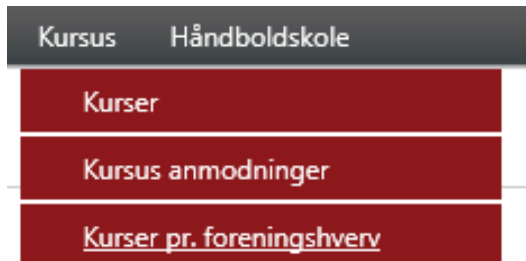 Kursus Håndboldskole
Kurser
Kursus anmodninger
Kurser pr. foreningshverv